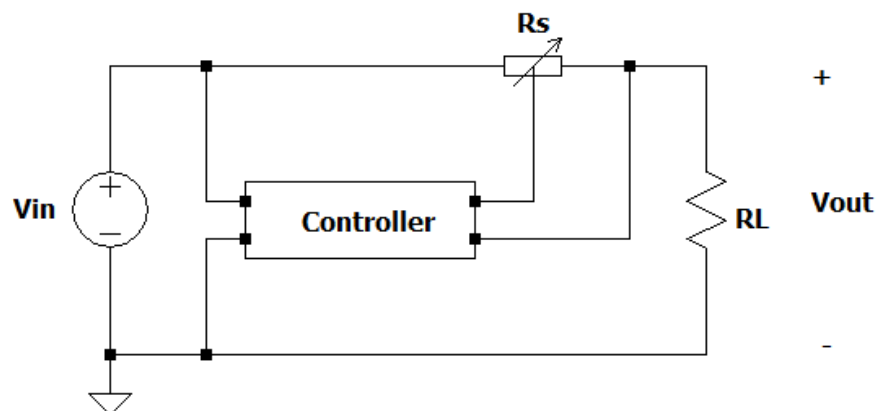 Rs
+
Vin
+
−
Controller
RL
Vout
-